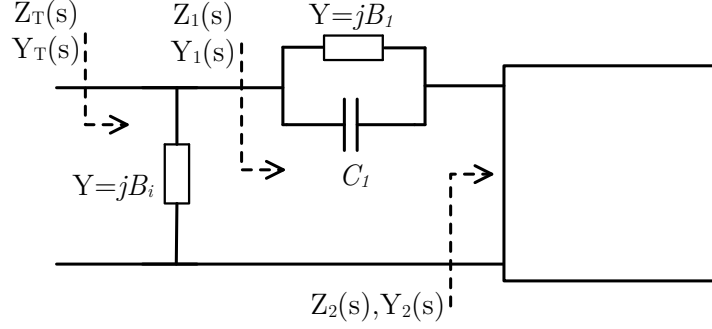 Z_T(s)
Y_T(s)
Z_1(s)
Y_1(s)
Y=jB_1
C_1
Y=jB_i
Z_2(s),Y_2(s)